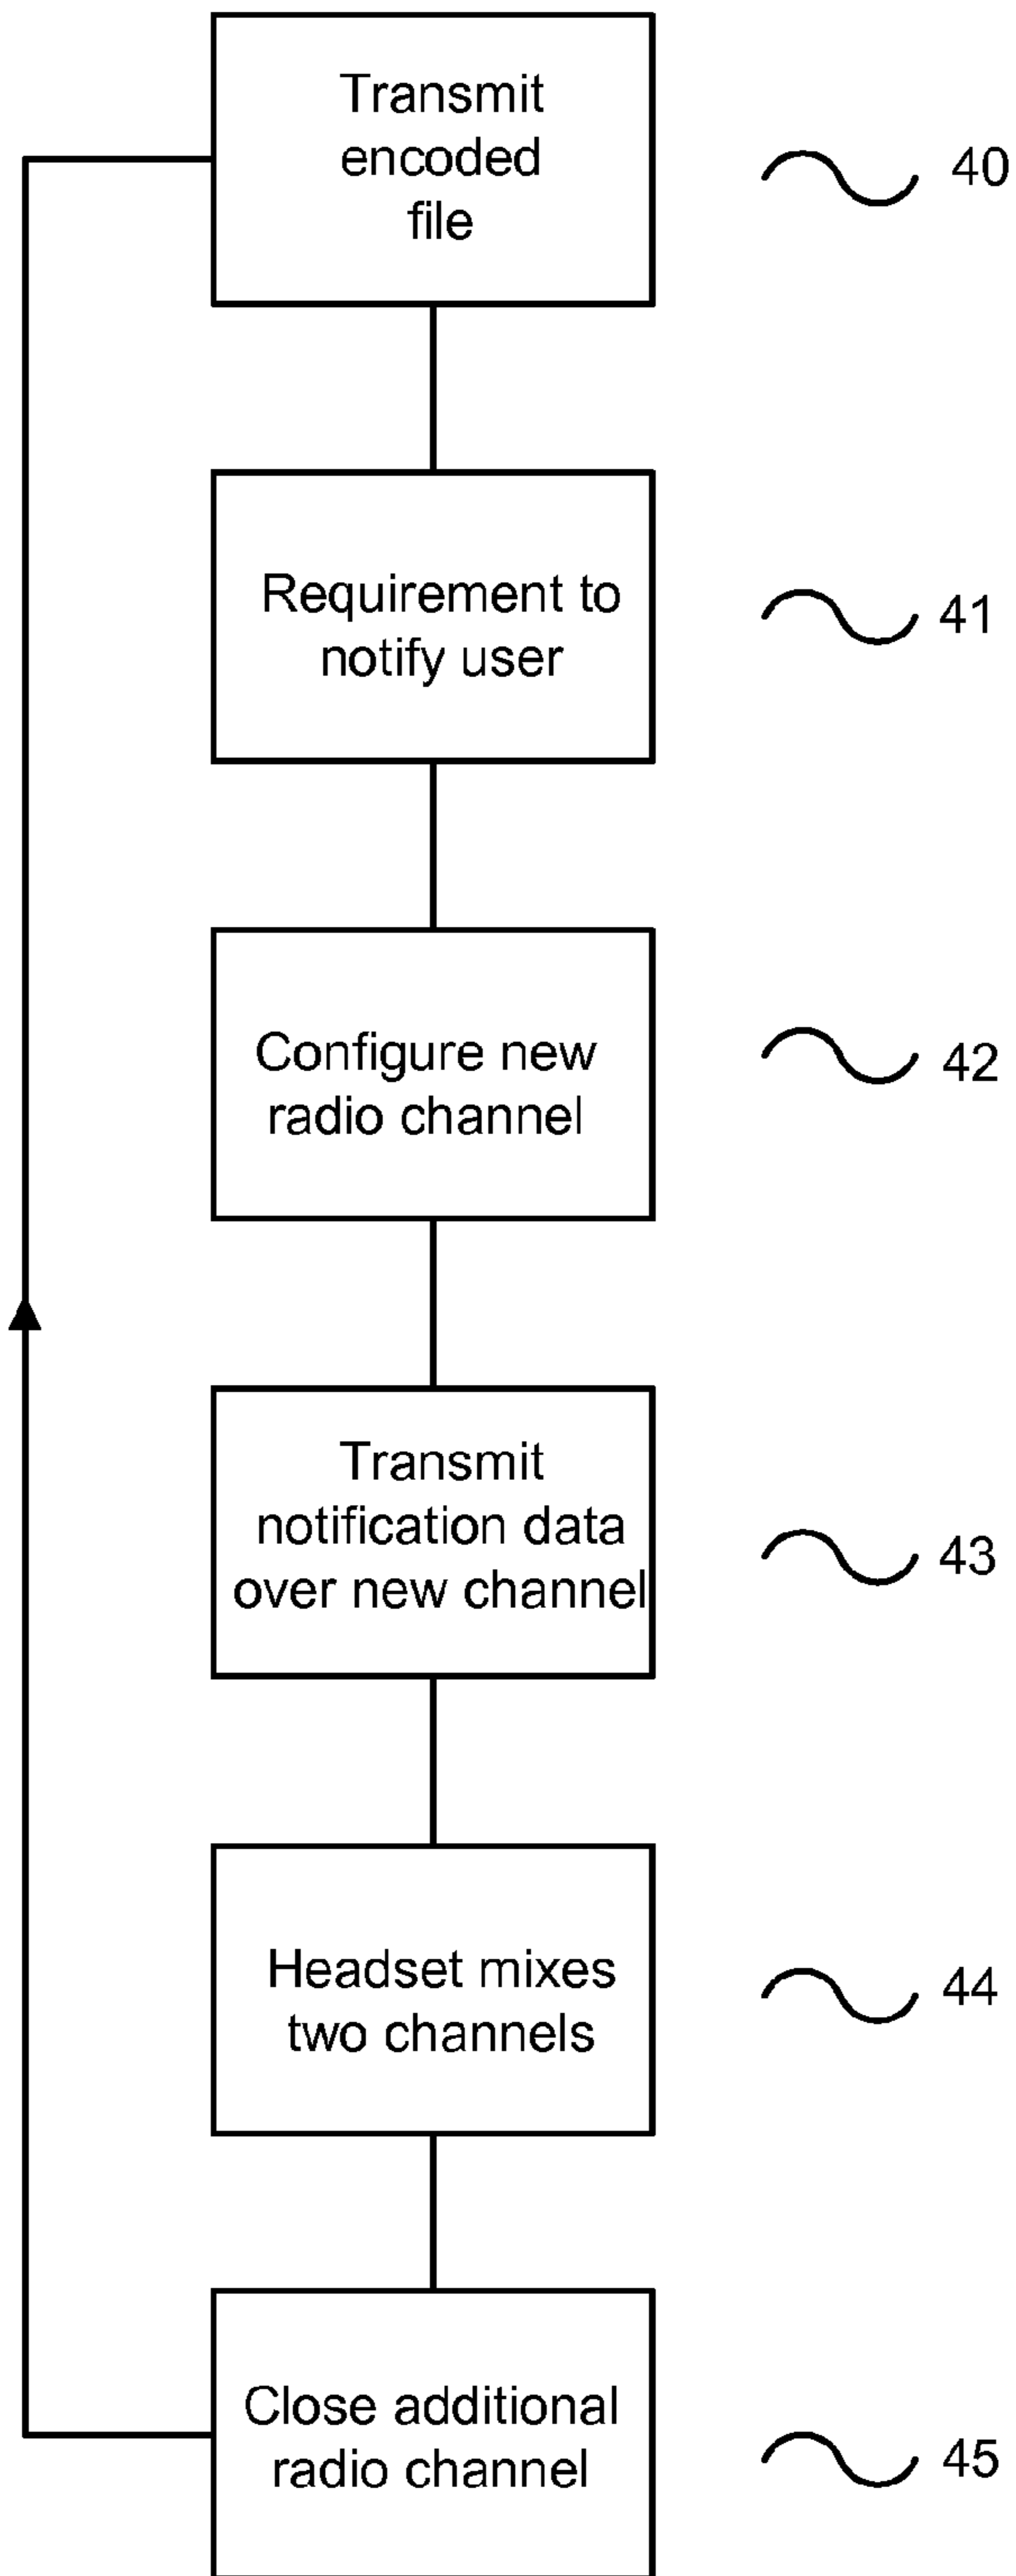 Transmit
encoded
file
40
Requirement to
notify user
41
Configure new
radio channel
42
Transmit
notification data
over new channel
43
Headset mixes
two channels
44
Close additional
radio channel
45